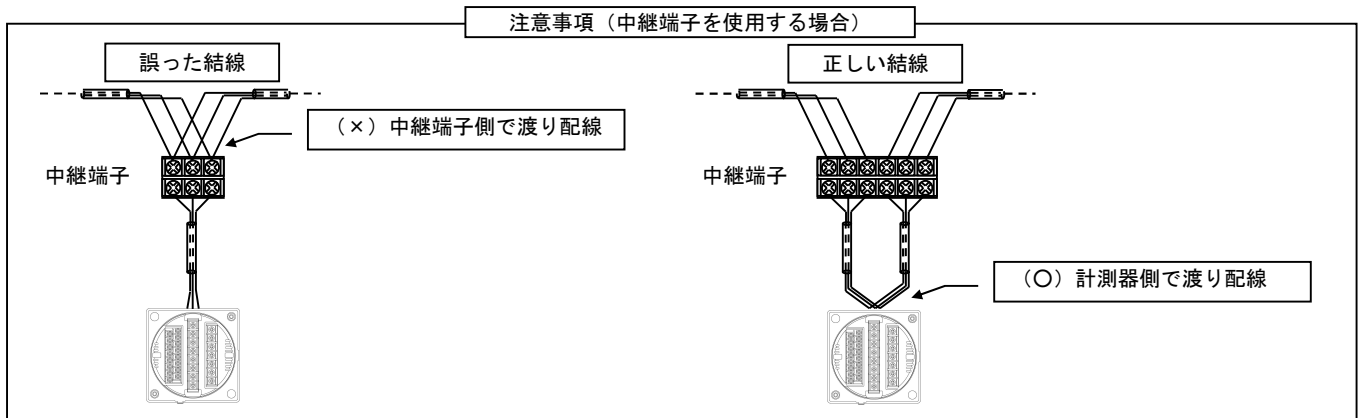 注意事項（中継端子を使用する場合）
誤った結線
（×）中継端子側で渡り配線
中継端子
正しい結線
中継端子
（○）計測器側で渡り配線